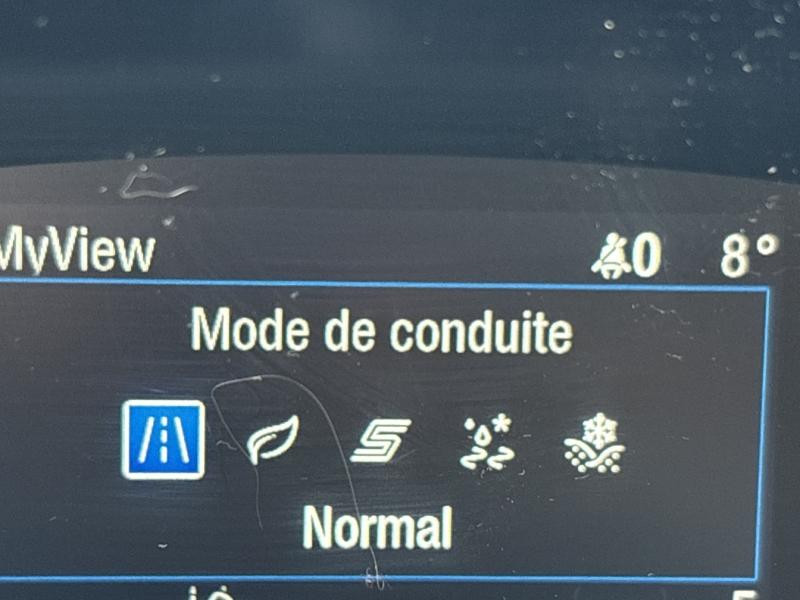 MyView
0 8°
Mode de conduite
Normal